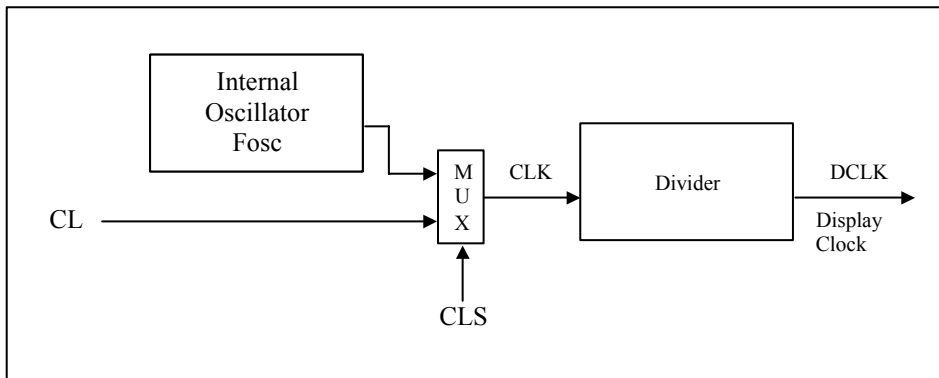 Internal
Oscillator
Fosc
M
U
X
CL
CLS
CLK
Divider
DCLK
Display
Clock